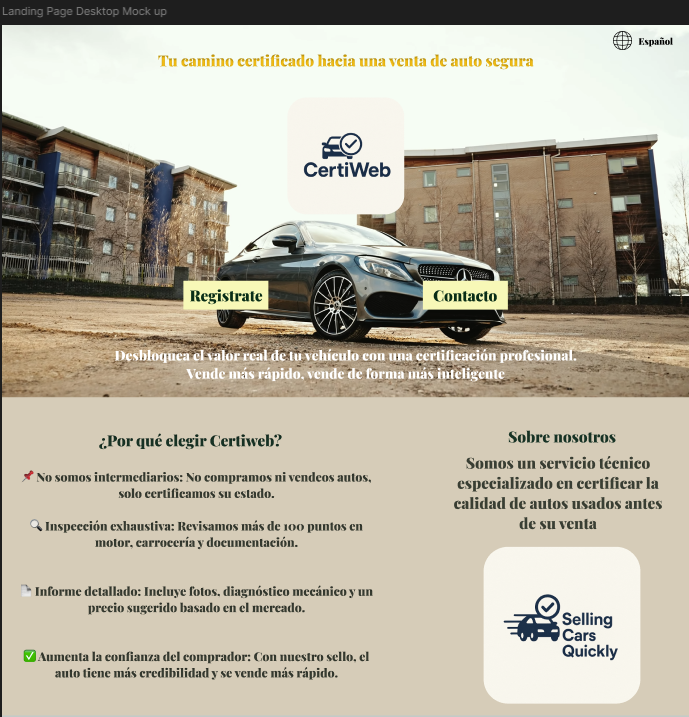 Landing Page Desktop Mock up
Español
Tu camino certificado hacia una venta de auto segura
CertiWeb
Registrate
Contacto
Desbloquea el valor real de tu vehículo con una certificación profesional.
Vende más rápido, vende de forma más inteligente
¿Por qué elegir Certiweb?
📌 No somos intermediarios: No compramos ni vendeos autos,
solo certificamos su estado.
🔍 Inspección exhaustiva: Revisamos más de 100 puntos en
motor, carrocería y documentación.
📄 Informe detallado: Incluye fotos, diagnóstico mecánico y un
precio sugerido basado en el mercado.
✅ Aumenta la confianza del comprador: Con nuestro sello, el
auto tiene más credibilidad y se vende más rápido.
Sobre nosotros
Somos un servicio técnico
especializado en certificar la
calidad de autos usados antes
de su venta
Selling
Cars
Quickly